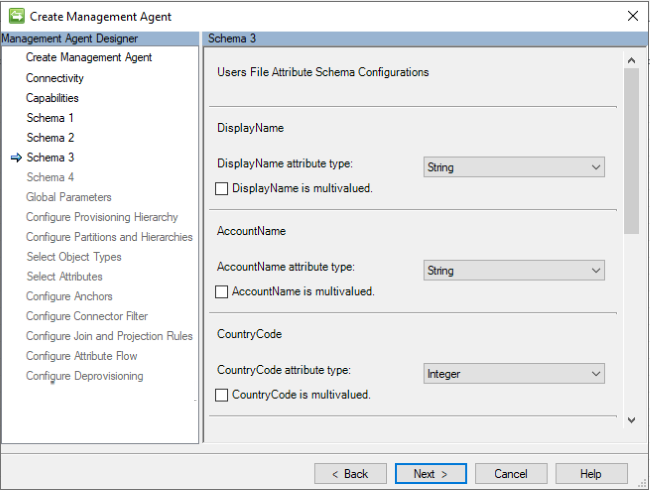 Create Management Agent
Management Agent Designer
Create Management Agent
Connectivity
Capabilities
Schema 1
Schema 2
Schema 3
Schema 4
Global Parameters
Configure Provisioning Hierarchy
Configure Partitions and Hierarchies
Select Object Types
Select Attributes
Configure Anchors
Configure Connector Filter
Configure Join and Projection Rules
Configure Attribute Flow
Configure Deprovisioning
Schema 3
Users File Attribute Schema Configurations
DisplayName
DisplayName attribute type: String
DisplayName is multivalued.
AccountName
AccountName attribute type: String
AccountName is multivalued.
CountryCode
CountryCode attribute type: Integer
CountryCode is multivalued.
< Back Next > Cancel Help